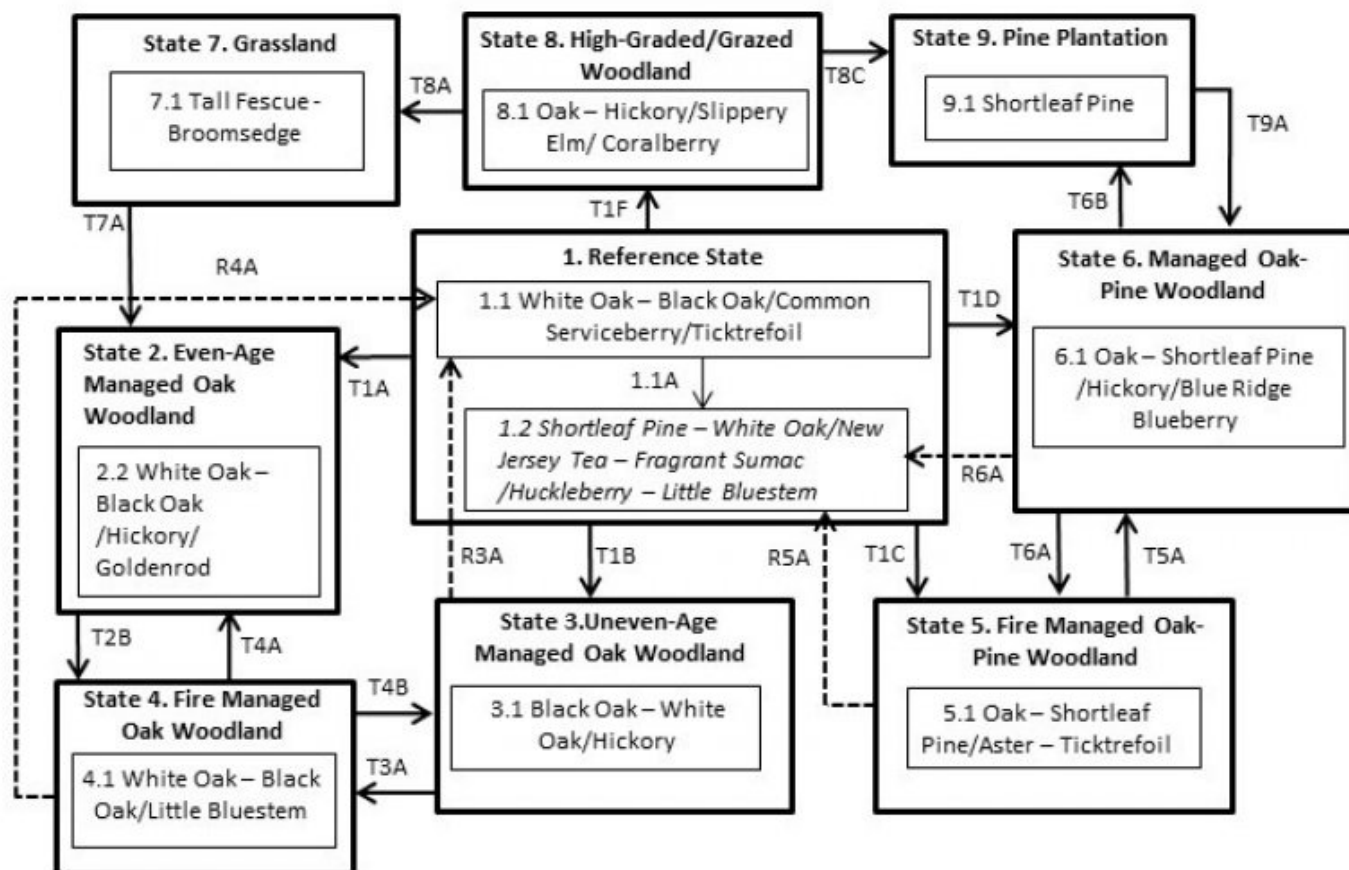 State 7. Grassland
7.1 Tall Fescue -
Broomsedge
T8A
State 8. High-Graded/Grazed
Woodland
8.1 Oak – Hickory/Slippery
Elm/ Coralberry
T8C
State 9. Pine Plantation
9.1 Shortleaf Pine
T9A
T7A
T1F
T6B
R4A
1. Reference State
1.1 White Oak – Black Oak/Common
Serviceberry/Ticktrefoil
1.1A
1.2 Shortleaf Pine – White Oak/New
Jersey Tea – Fragrant Sumac
/Huckleberry – Little Bluestem
T1D
State 6. Managed Oak-
Pine Woodland
6.1 Oak – Shortleaf Pine
/Hickory/Blue Ridge
Blueberry
T1A
State 2. Even-Age
Managed Oak
Woodland
2.2 White Oak –
Black Oak
/Hickory/
Goldenrod
R6A
R3A
T1B
R5A
T1C
T6A
T5A
T2B
T4A
State 3.Uneven-Age
Managed Oak Woodland
3.1 Black Oak – White
Oak/Hickory
State 5. Fire Managed Oak-
Pine Woodland
5.1 Oak – Shortleaf
Pine/Aster – Ticktrefoil
State 4. Fire Managed
Oak Woodland
4.1 White Oak – Black
Oak/Little Bluestem
T4B
T3A